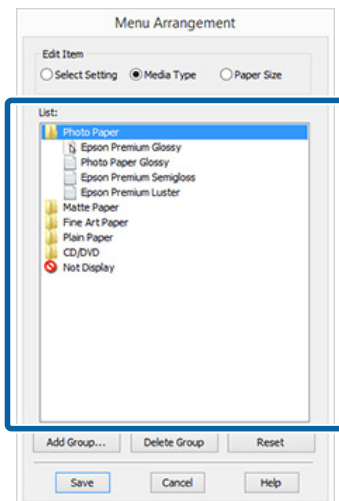 Menu Arrangement
Edit Item
Select Setting Media Type Paper Size
List:
Photo Paper
Epson Premium Glossy
Photo Paper Glossy
Epson Premium Semigloss
Epson Premium Luster
Matte Paper
Fine Art Paper
Plain Paper
CD/DVD
Not Display
Add Group... Delete Group Reset
Save Cancel Help